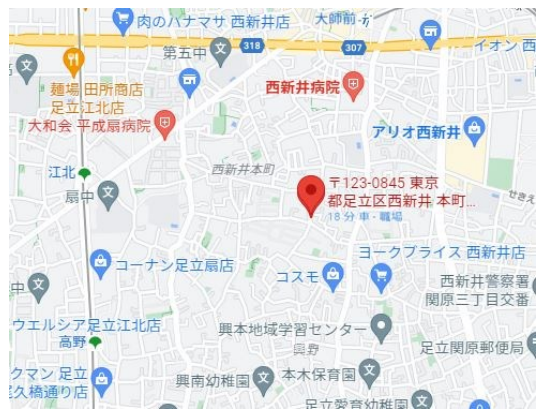 肉のハナマサ 西新井店
大師前
第五中
318
307
イオン 西
麺場 田所商店
足立江北店
西新井病院
大和会 平成扇病院
アリオ西新井
西新井本町
江北
扇中
〒123-0845 東京
都足立区西新井 本町...
18 分 車 - 職場
せきえ
コーナン足立扇店
ヨークプライス 西新井店
コスモ
中
西新井警察署
関原三丁目交番
ウエルシア足立江北店
高野
興本地域学習センター
興野
足立関原郵便局
クマン 足立
尾久橋通り店
興南幼稚園
本木保育園
足立愛育幼稚園